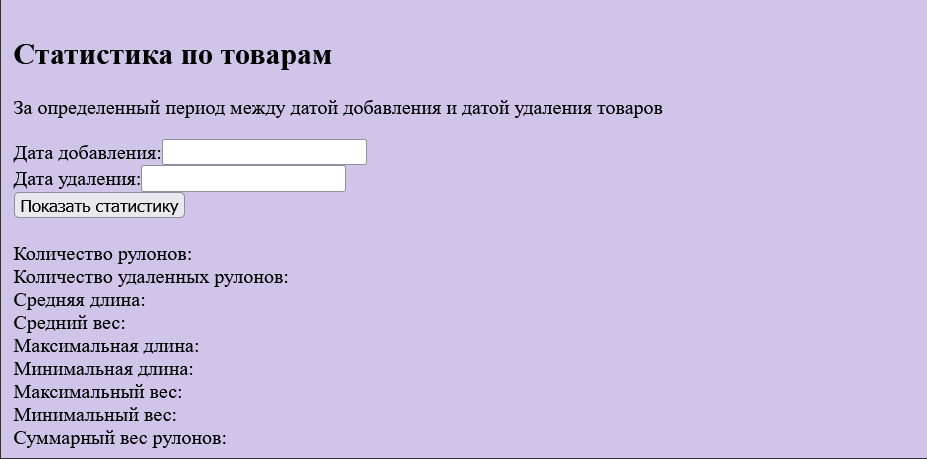 Статистика по товарам
За определенный период между датой добавления и датой удаления товаров
Дата добавления:
Дата удаления:
Показать статистику
Количество рулонов:
Количество удаленных рулонов:
Средняя длина:
Средний вес:
Максимальная длина:
Минимальная длина:
Максимальный вес:
Минимальный вес:
Суммарный вес рулонов: